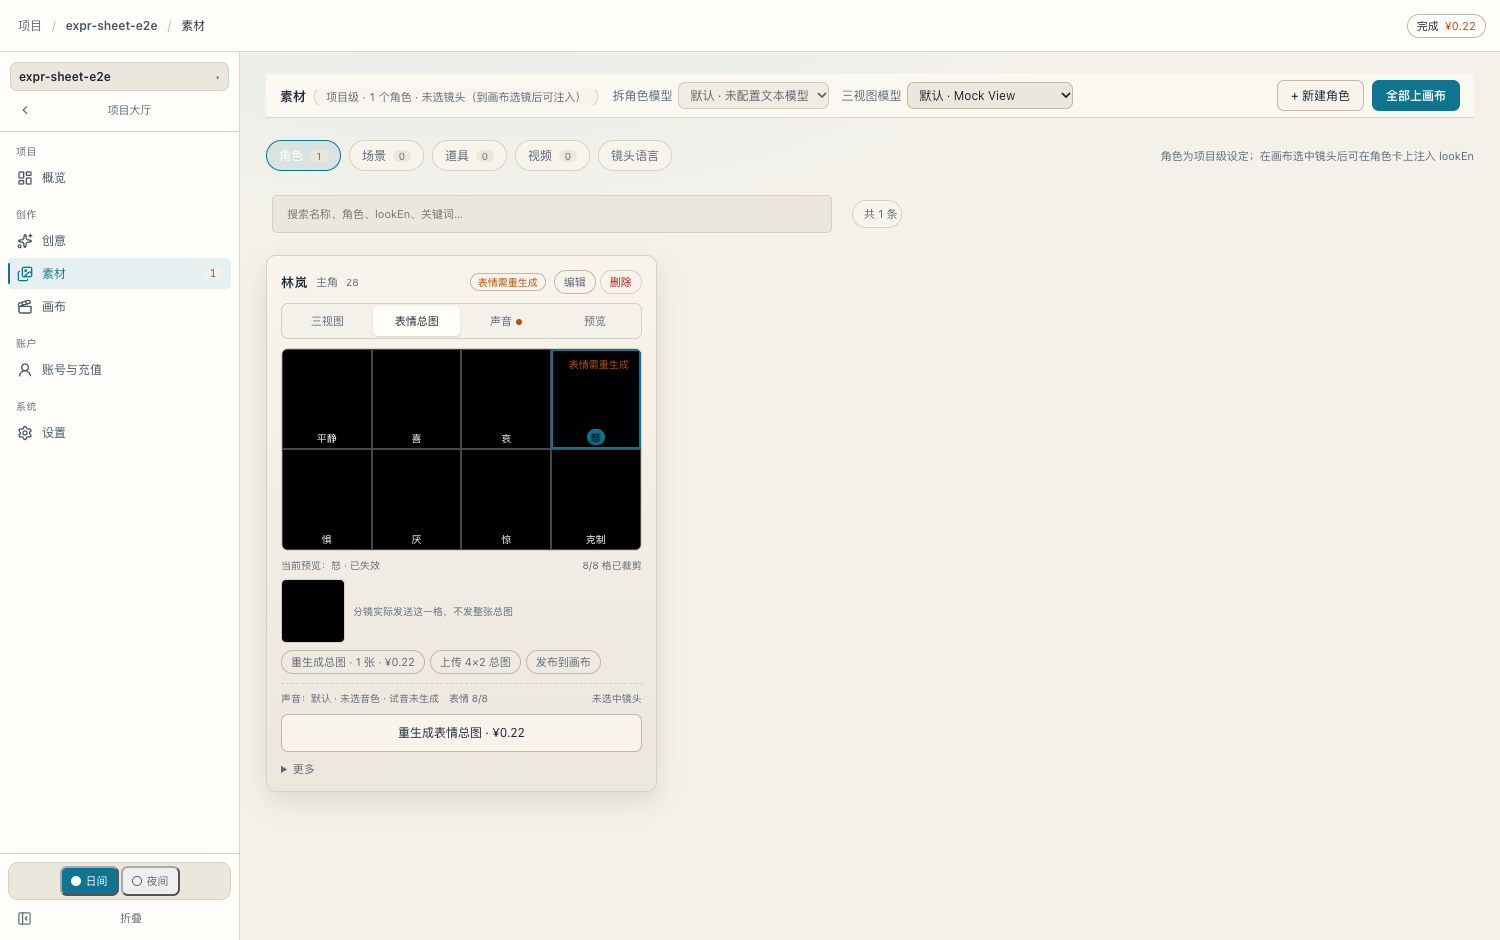 项目 / expr-sheet-e2e / 素材
完成 ¥0.22
expr-sheet-e2e
项目大厅
项目
概览
创作
创意
素材 1
画布
账户
账号与充值
系统
设置
日间 夜间
折叠
素材 项目级 · 1 个角色 · 未选镜头（到画布选镜后可注入） 拆角色模型 默认 · 未配置文本模型 三视图模型 默认 · Mock View
+ 新建角色 全部上画布
角色 1 场景 0 道具 0 视频 0 镜头语言
角色为项目级设定；在画布选中镜头后可在角色卡上注入 lookEn
搜索名称、角色、lookEn、关键词...
共 1 条
林岚 主角 28 表情需重生成 编辑 删除
三视图 表情总图 声音 预览
表情需重生成
平静 喜 哀 怒
惧 厌 惊 克制
当前预览：怒 · 已失效 8/8 格已裁剪
分镜实际发送这一格，不发整张总图
重生成总图 · 1 张 · ¥0.22 上传 4×2 总图 发布到画布
声音：默认 · 未选音色 · 试音未生成 表情 8/8 未选中镜头
重生成表情总图 · ¥0.22
更多